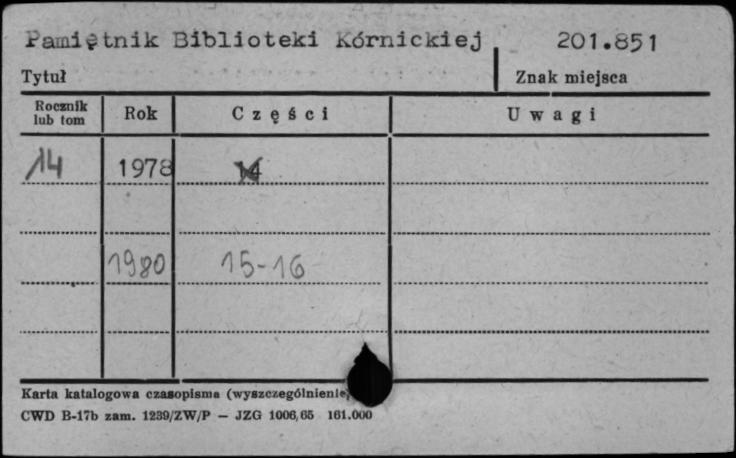 Pamiętnik Biblioteki Kórnickiej 201.851
Tytuł Znak miejsca
Rocznik lub tom Rok Części Uwagi
14 1978 14
1980 15-16
Karta katalogowa czasopisma (wyszczególnienie)
CWD B-17b zam. 1239/ZW/P — JZG 1006,65 161.000